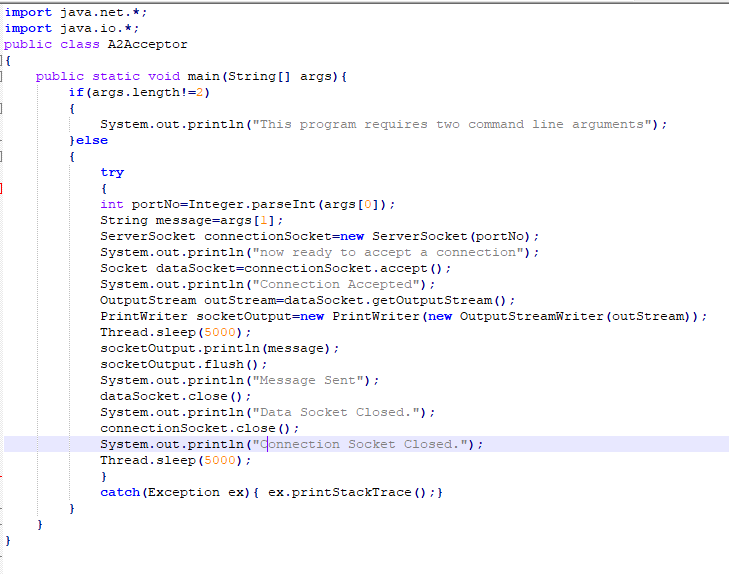 import java.net.*;
import java.io.*;
public class A2Acceptor
{
    public static void main(String[] args){
        if(args.length!=2)
        {
            System.out.println("This program requires two command line arguments");
        }else
        {
            try
            {
            int portNo=Integer.parseInt(args[0]);
            String message=args[1];
            ServerSocket connectionSocket=new ServerSocket(portNo);
            System.out.println("now ready to accept a connection");
            Socket dataSocket=connectionSocket.accept();
            System.out.println("Connection Accepted");
            OutputStream outStream=dataSocket.getOutputStream();
            PrintWriter socketOutput=new PrintWriter(new OutputStreamWriter(outStream));
            Thread.sleep(5000);
            socketOutput.println(message);
            socketOutput.flush();
            System.out.println("Message Sent");
            dataSocket.close();
            System.out.println("Data Socket Closed.");
            connectionSocket.close();
            System.out.println("Connection Socket Closed.");
            Thread.sleep(5000);
            }
            catch(Exception ex){ ex.printStackTrace();}
        }
    }
}